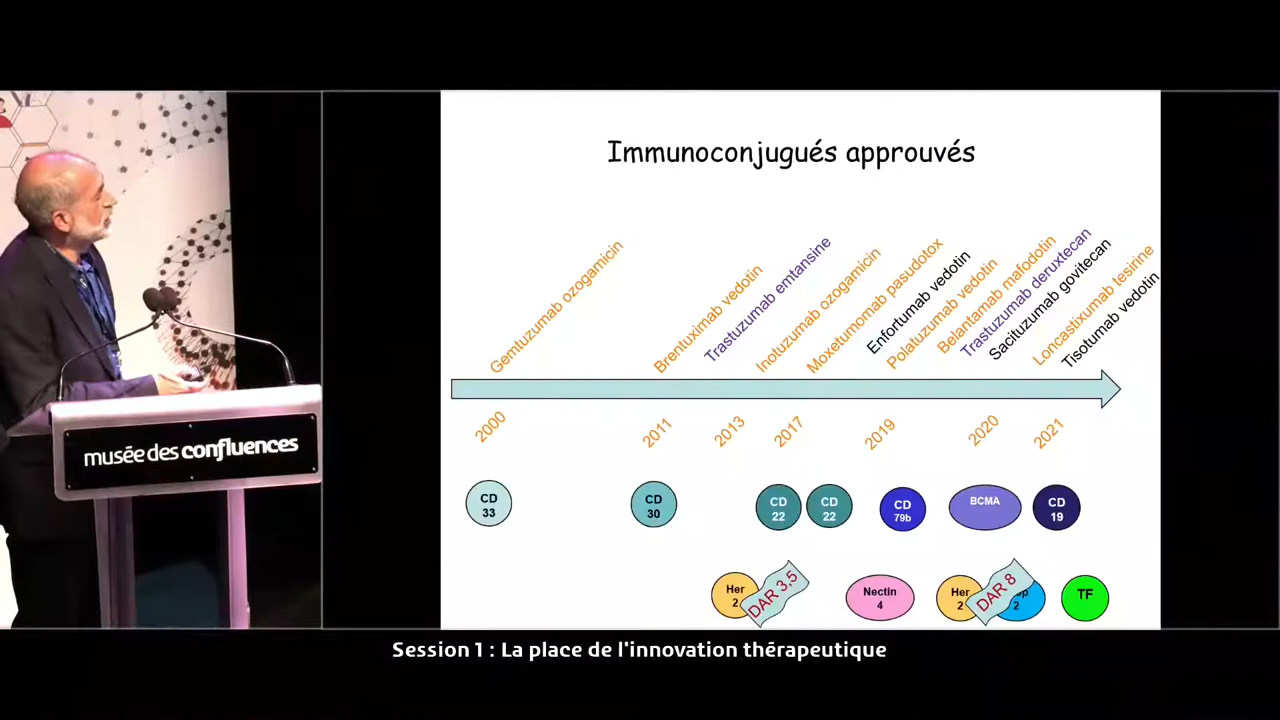 Immunoconjugués approuvés
Gemtuzumab ozogamicin
Brentuximab vedotin
Trastuzumab emtansine
Inotuzumab ozogamicin
Moxetumomab pasudotox
Enfortumab vedotin
Polatuzumab vedotin
Belantamab mafodotin
Trastuzumab deruxtecan
Sacituzumab govitecan
Loncastixumab tesirine
Tisotumab vedotin
2000
2011
2013
2017
2019
2020
2021
musée des confluences
CD
33
CD
30
CD
22
CD
22
CD
79b
BCMA
CD
19
Her
2
DAR 3,5
Nectin
4
Her
2
DAR 8
2
TF
Session 1 : La place de l'innovation thérapeutique